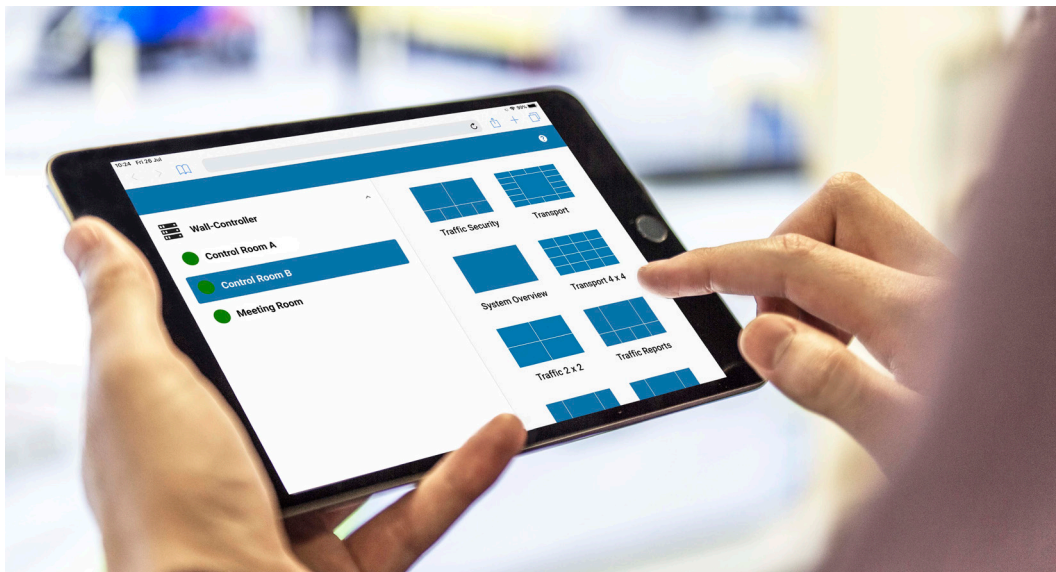 10:24 Fri 26 Jul
99%
Wall-Controller
Control Room A
Control Room B
Meeting Room
Traffic Security
Transport
System Overview
Transport 4 x 4
Traffic 2 x 2
Traffic Reports